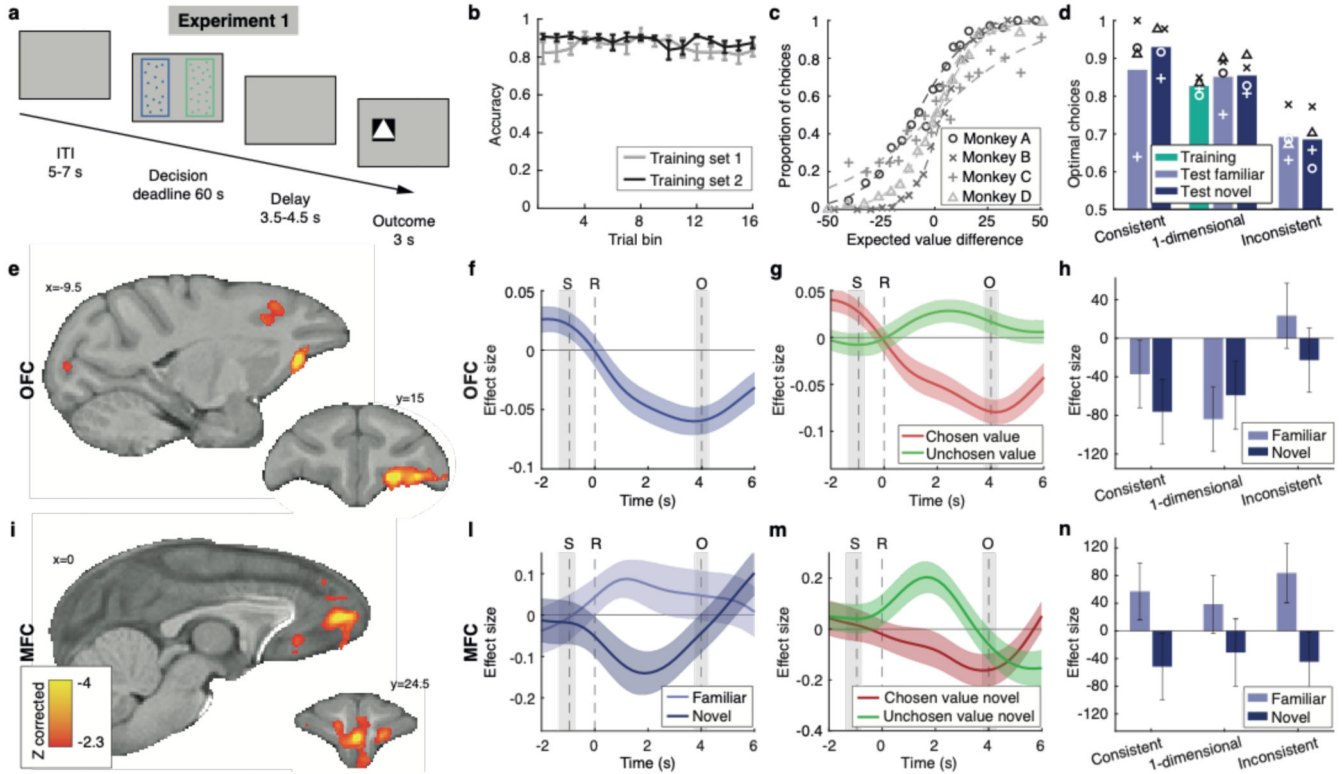 a
Experiment 1
ITI
5-7 s
Decision
deadline 60 s
Delay
3.5-4.5 s
Outcome
3 s
b
Accuracy
1
0.8
0.6
0.4
0.2
0
4 8 12 16
Trial bin
Training set 1
Training set 2
c
Proportion of choices
1
0.8
0.6
0.4
0.2
0
-50 -25 0 25 50
Expected value difference
Monkey A
Monkey B
Monkey C
Monkey D
d
Optimal choices
1
0.9
0.8
0.7
0.6
0.5
Training
Test familiar
Test novel
Consistent
1-dimensional
Inconsistent
e
OFC
x=-9.5
y=15
f
OFC
Effect size
S R O
0.05
0
-0.05
-0.1
-2 0 2 4 6
Time (s)
g
Effect size
S R O
0.05
0
-0.05
-0.1
Chosen value
Unchosen value
-2 0 2 4 6
Time (s)
h
Effect size
40
0
-40
-80
-120
Familiar
Novel
Consistent
1-dimensional
Inconsistent
i
MFC
x=0
y=24.5
Z corrected
-4
-2.3
l
MFC
Effect size
S R O
0.1
0
-0.1
-0.2
Familiar
Novel
-2 0 2 4 6
Time (s)
m
Effect size
S R O
0.2
0
-0.2
-0.4
Chosen value novel
Unchosen value novel
-2 0 2 4 6
Time (s)
n
Effect size
120
80
40
0
-40
-80
Familiar
Novel
Consistent
1-dimensional
Inconsistent